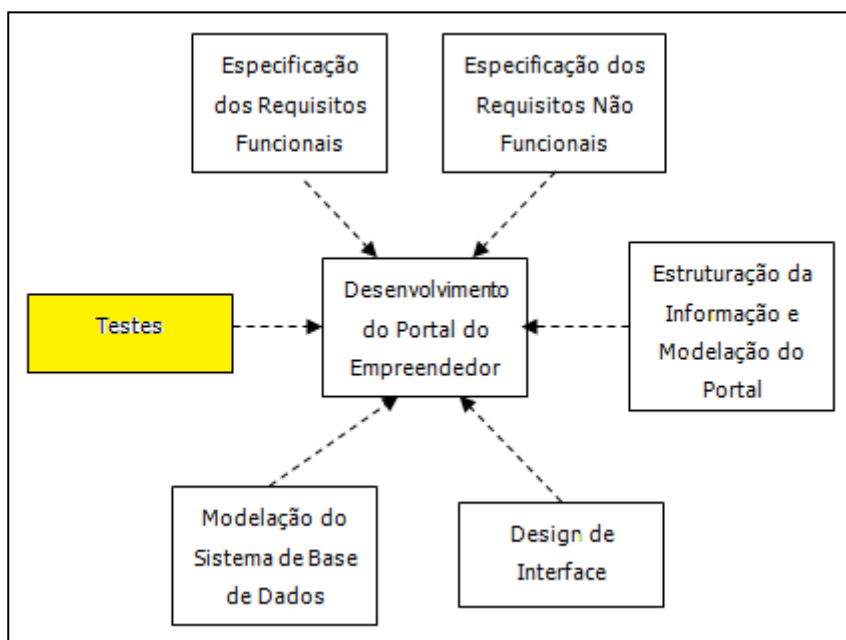 Especificação
dos Requisitos
Funcionais
Especificação dos
Requisitos Não
Funcionais
Testes
Desenvolvimento
do Portal do
Empreendedor
Estruturação da
Informação e
Modelação do
Portal
Modelação do
Sistema de Base
de Dados
Design de
Interface